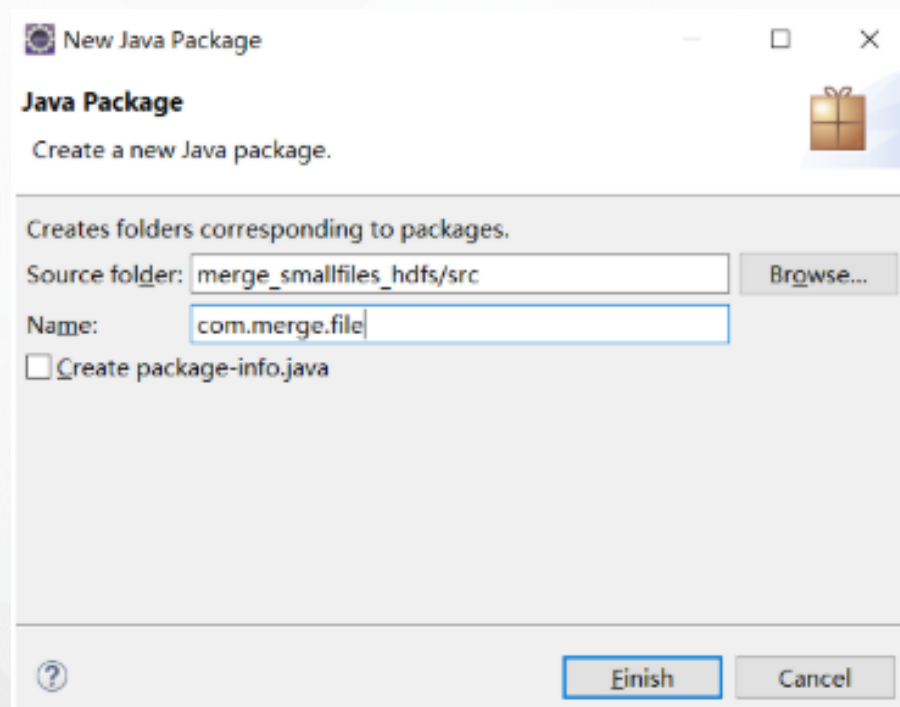 New Java Package
Java Package
Create a new Java package.
Creates folders corresponding to packages.
Source folder: merge_smallfiles_hdfs/src Browse...
Name: com.merge.file
Create package-info.java
? Finish Cancel